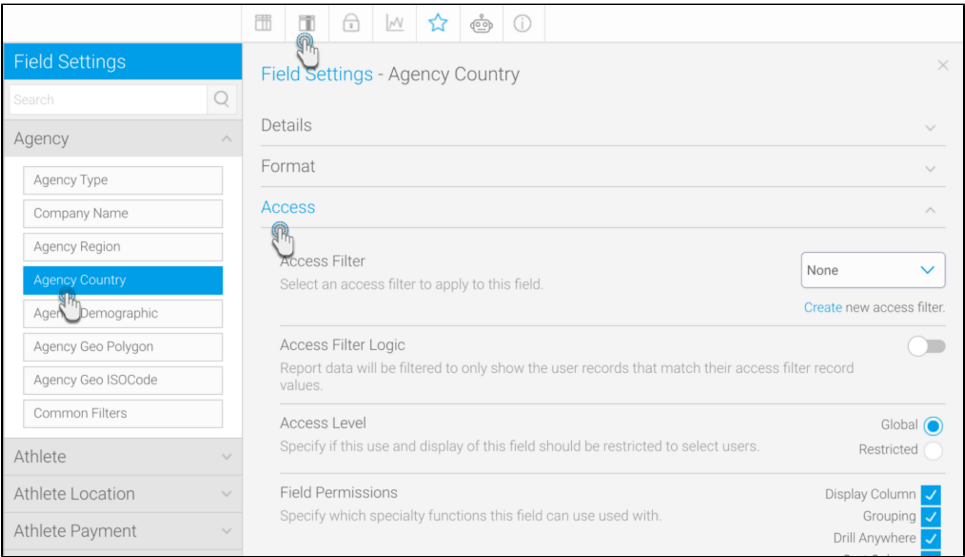 Field Settings
Search
Agency
Agency Type
Company Name
Agency Region
Agency Country
Demographic
Agency Geo Polygon
Agency Geo ISOCode
Common Filters
Athlete
Athlete Location
Athlete Payment
Field Settings - Agency Country
Details
Format
Access
Access Filter
Select an access filter to apply to this field.
None
Create new access filter.
Access Filter Logic
Report data will be filtered to only show the user records that match their access filter record
values.
Access Level
Specify if this use and display of this field should be restricted to select users.
Global
Restricted
Field Permissions
Specify which specialty functions this field can use used with.
Display Column
Grouping
Drill Anywhere